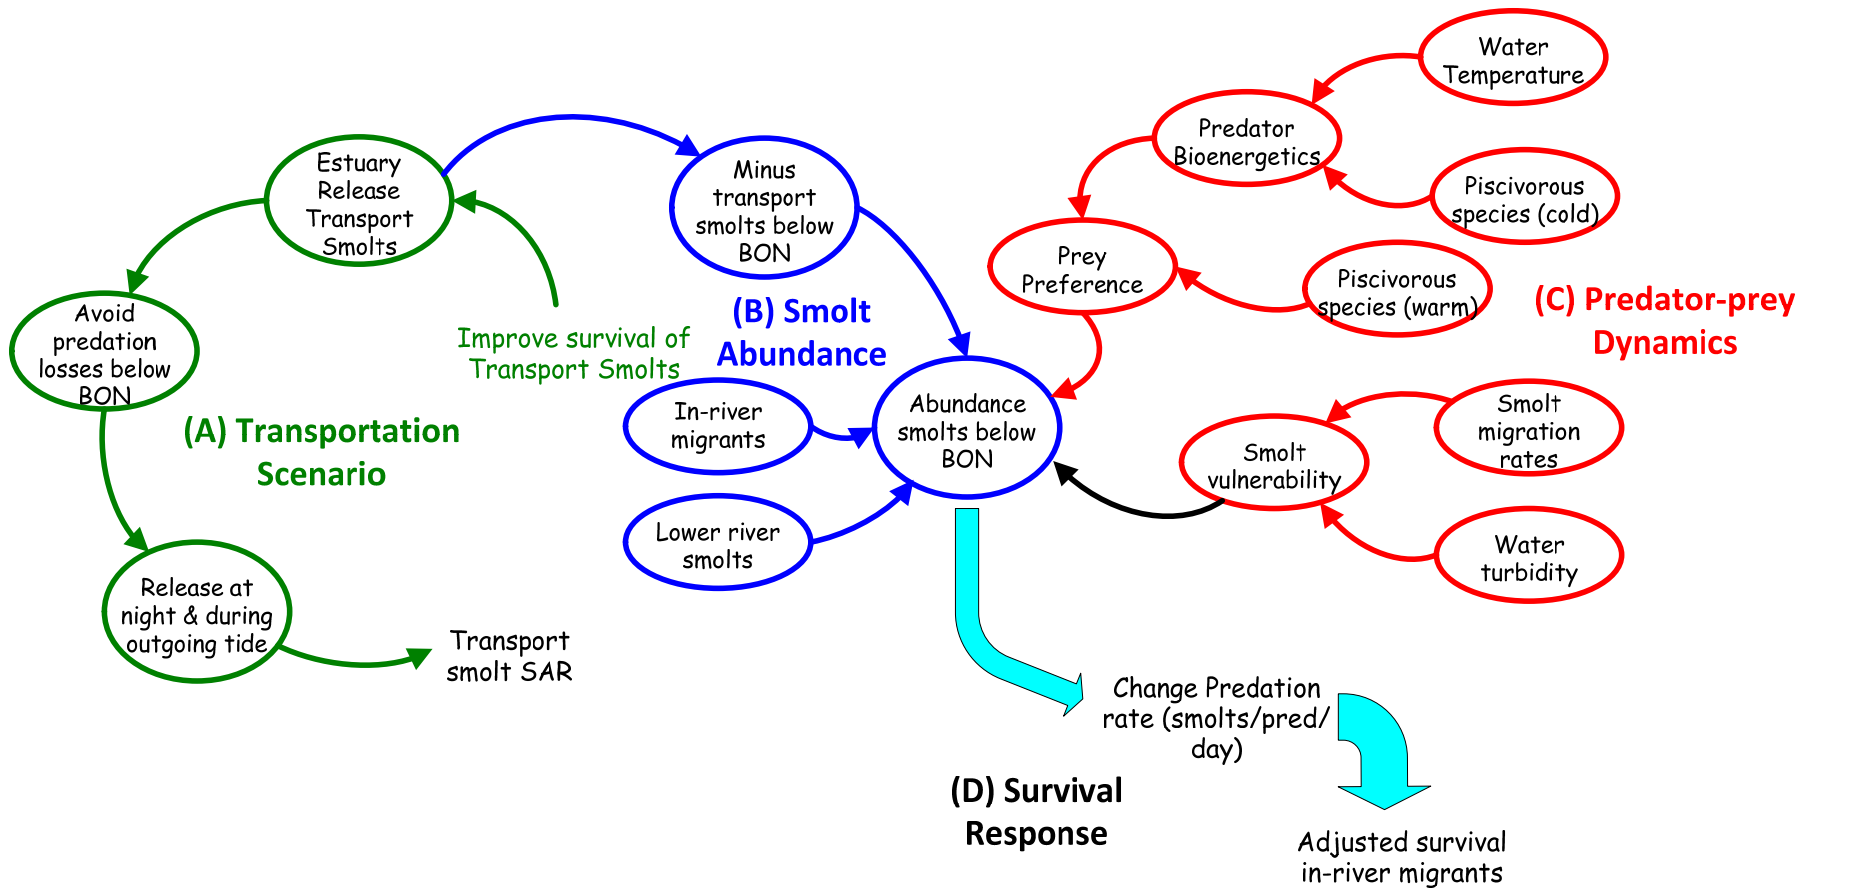 Water
Temperature
Predator
Bioenergetics
Piscivorous
species (cold)
Estuary
Release
Transport
Smolts
Minus
transport
smolts below
BON
Prey
Preference
Piscivorous
species (warm)
(C) Predator-prey
Dynamics
Avoid
predation
losses below
BON
Improve survival of
Transport Smolts
(B) Smolt
Abundance
(A) Transportation
Scenario
In-river
migrants
Abundance
smolts below
BON
Smolt
vulnerability
Smolt
migration
rates
Lower river
smolts
Water
turbidity
Release at
night & during
outgoing tide
Transport
smolt SAR
Change Predation
rate (smolts/pred/
day)
(D) Survival
Response
Adjusted survival
in-river migrants